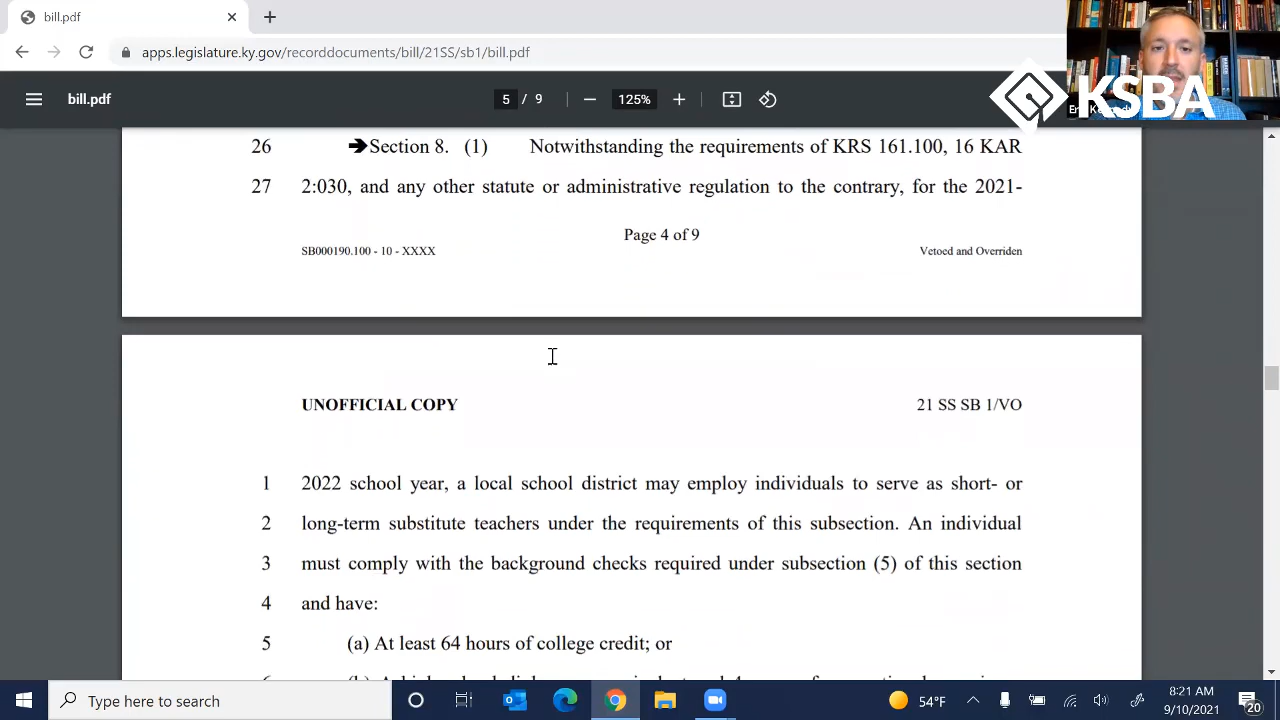 bill.pdf
apps.legislature.ky.gov/recorddocuments/bill/21SS/sb1/bill.pdf
bill.pdf
5 / 9
125%
KSBA
26 ➔Section 8. (1) Notwithstanding the requirements of KRS 161.100, 16 KAR
27 2:030, and any other statute or administrative regulation to the contrary, for the 2021-
Page 4 of 9
SB000190.100 - 10 - XXXX
Vetoed and Overriden
UNOFFICIAL COPY
21 SS SB 1/VO
1 2022 school year, a local school district may employ individuals to serve as short- or
2 long-term substitute teachers under the requirements of this subsection. An individual
3 must comply with the background checks required under subsection (5) of this section
4 and have:
5 (a) At least 64 hours of college credit; or
Type here to search
54°F
8:21 AM
9/10/2021
20